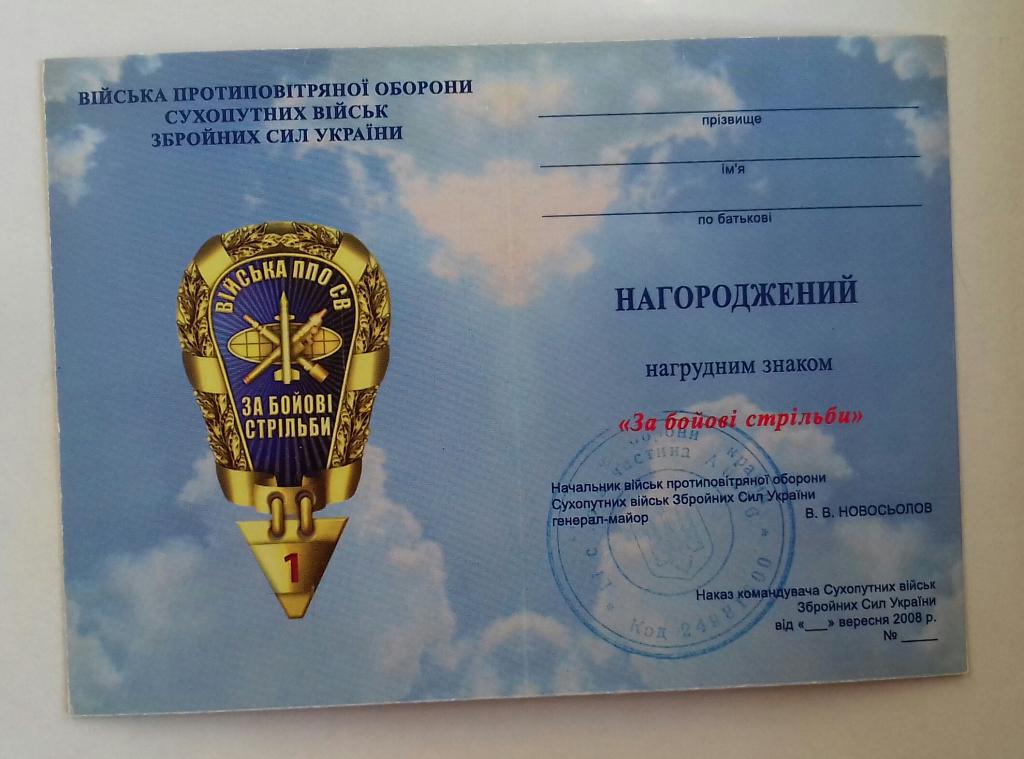 ВІЙСЬКА ПРОТИПОВІТРЯНОЇ ОБОРОНИ
СУХОПУТНИХ ВІЙСЬК
ЗБРОЙНИХ СИЛ УКРАЇНИ
ВІЙСЬКА ППО СВ
ЗА БОЙОВІ
СТРІЛЬБИ
1
прізвище
ім'я
по батькові
НАГОРОДЖЕНИЙ
нагрудним знаком
«За бойові стрільби»
Начальник військ протиповітряної оборони
Сухопутних військ Збройних Сил України
генерал-майор В. В. НОВОСЬОЛОВ
Наказ командувача Сухопутних військ
Збройних Сил України
від «___» вересня 2008 р.
№ _____
частина
Код